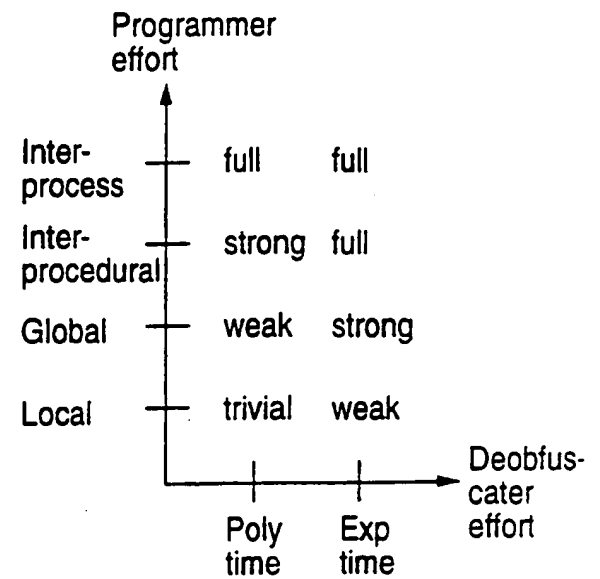 Programmer
effort
Inter-
process
full full
Inter-
procedural
strong full
Global weak strong
Local trivial weak
Deobfus-
cater
effort
Poly Exp
time time